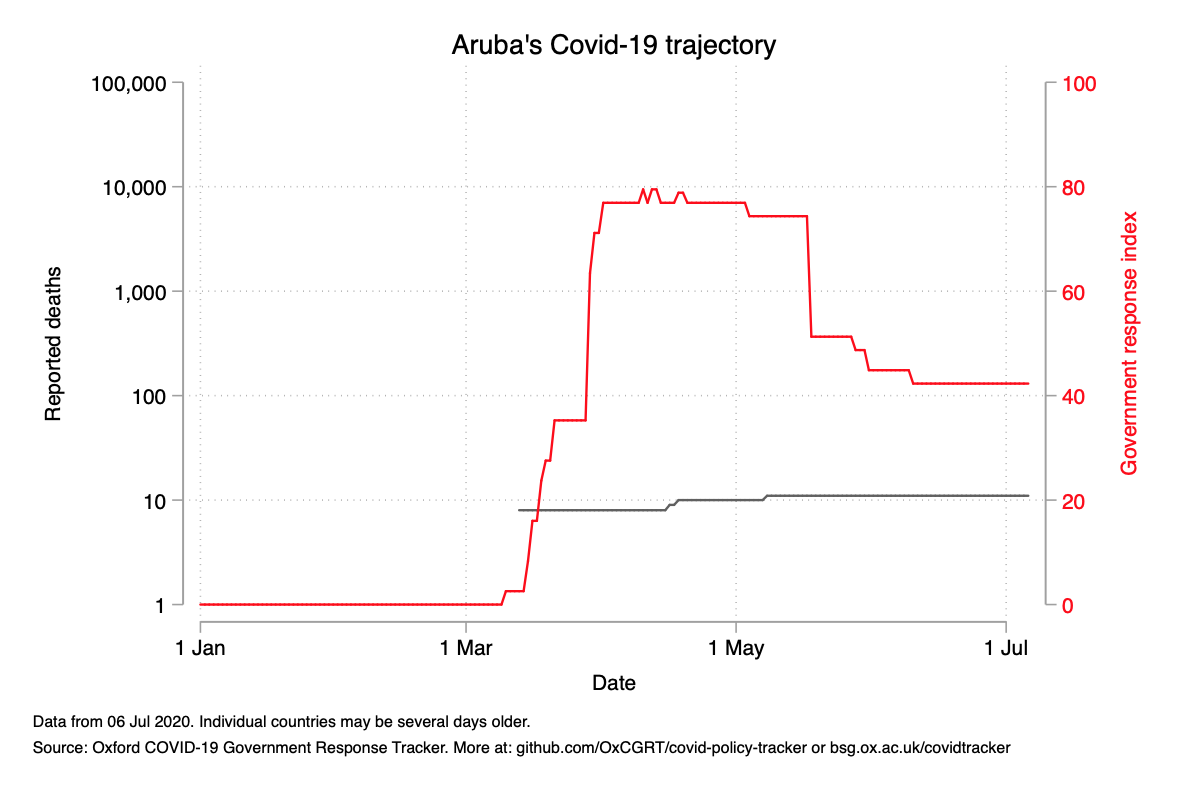 Aruba's Covid-19 trajectory
Reported deaths
100,000
10,000
1,000
100
10
1
100
80
60
40
20
0
Government response index
1 Jan
1 Mar
1 May
1 Jul
Date
Data from 06 Jul 2020. Individual countries may be several days older.
Source: Oxford COVID-19 Government Response Tracker. More at: github.com/OxCGRT/covid-policy-tracker or bsg.ox.ac.uk/covidtracker